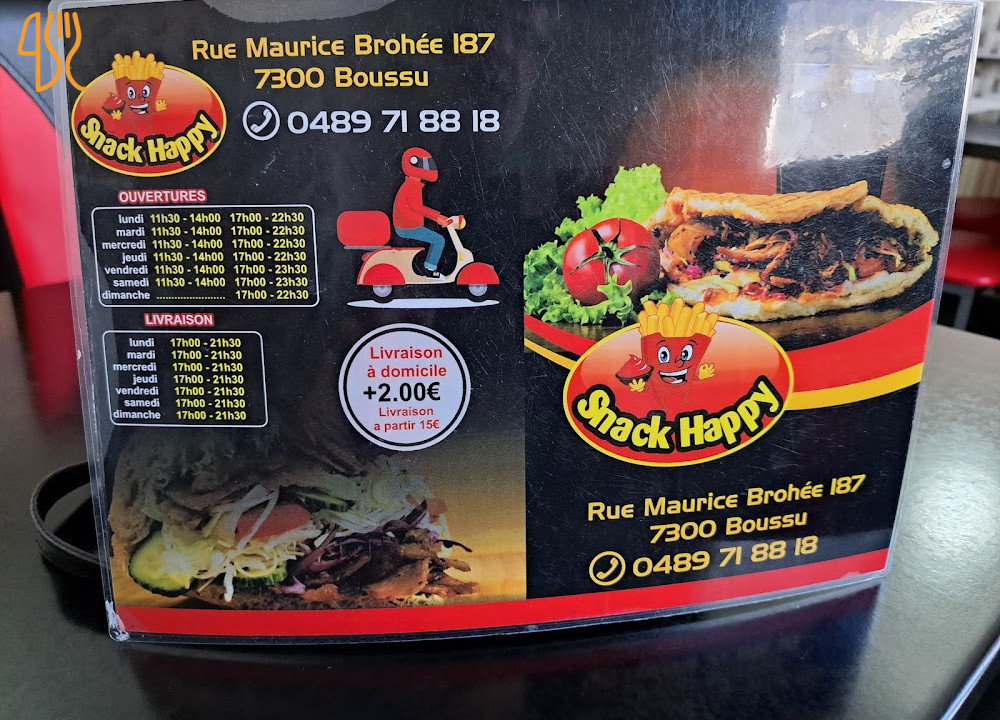 Rue Maurice Brohée 187
7300 Boussu
0489 71 88 18
Snack Happy
OUVERTURES
lundi 11h30 - 14h00 17h00 - 22h30
mardi 11h30 - 14h00 17h00 - 22h30
mercredi 11h30 - 14h00 17h00 - 22h30
jeudi 11h30 - 14h00 17h00 - 22h30
vendredi 11h30 - 14h00 17h00 - 23h30
samedi 11h30 - 14h00 17h00 - 23h30
dimanche ....................... 17h00 - 22h30
LIVRAISON
lundi 17h00 - 21h30
mardi 17h00 - 21h30
mercredi 17h00 - 21h30
jeudi 17h00 - 21h30
vendredi 17h00 - 21h30
samedi 17h00 - 21h30
dimanche 17h00 - 21h30
Livraison
à domicile
+2.00€
Livraison
a partir 15€
Snack Happy
Rue Maurice Brohée 187
7300 Boussu
0489 71 88 18